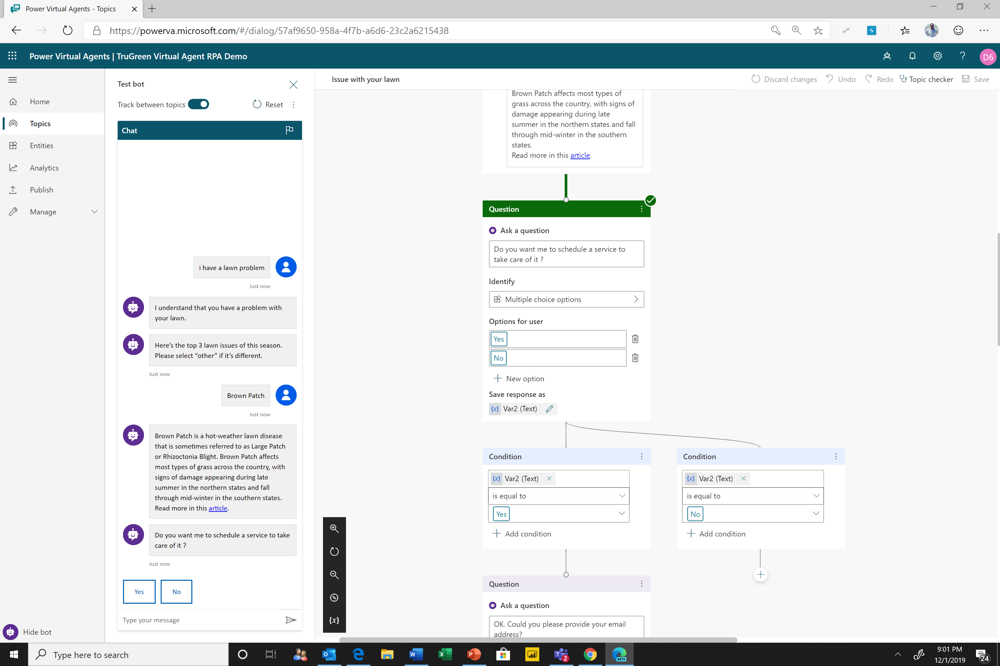 Power Virtual Agents - Topics
https://powerva.microsoft.com/#/dialog/57af9650-958a-4f7b-a6d6-23c2a6215438
Power Virtual Agents | TruGreen Virtual Agent RPA Demo
D6
Home
Topics
Entities
Analytics
Publish
Manage
Hide bot
Test bot
Track between topics
Reset
Chat
i have a lawn problem
Just now
I understand that you have a problem with
your lawn.
Here’s the top 3 lawn issues of this season.
Please select “other” if it’s different.
Just now
Brown Patch
Just now
Brown Patch is a hot-weather lawn disease
that is sometimes referred to as Large Patch
or Rhizoctonia Blight. Brown Patch affects
most types of grass across the country, with
signs of damage appearing during late
summer in the northern states and fall
through mid-winter in the southern states.
Read more in this article.
Do you want me to schedule a service to take
care of it ?
Just now
Yes No
Type your message
Issue with your lawn
Discard changes Undo Redo Topic checker Save
Brown Patch affects most types of
grass across the country, with signs of
damage appearing during late
summer in the northern states and fall
through mid-winter in the southern
states.
Read more in this article.
Question
Ask a question
Do you want me to schedule a service to
take care of it ?
Identify
Multiple choice options
Options for user
Yes
No
New option
Save response as
{x} Var2 (Text)
Condition
{x} Var2 (Text)
is equal to
Yes
Add condition
Condition
{x} Var2 (Text)
is equal to
No
Add condition
Question
Ask a question
OK. Could you please provide your email
address?
{x}
Type here to search
BETA
2
9:01 PM
12/1/2019
24